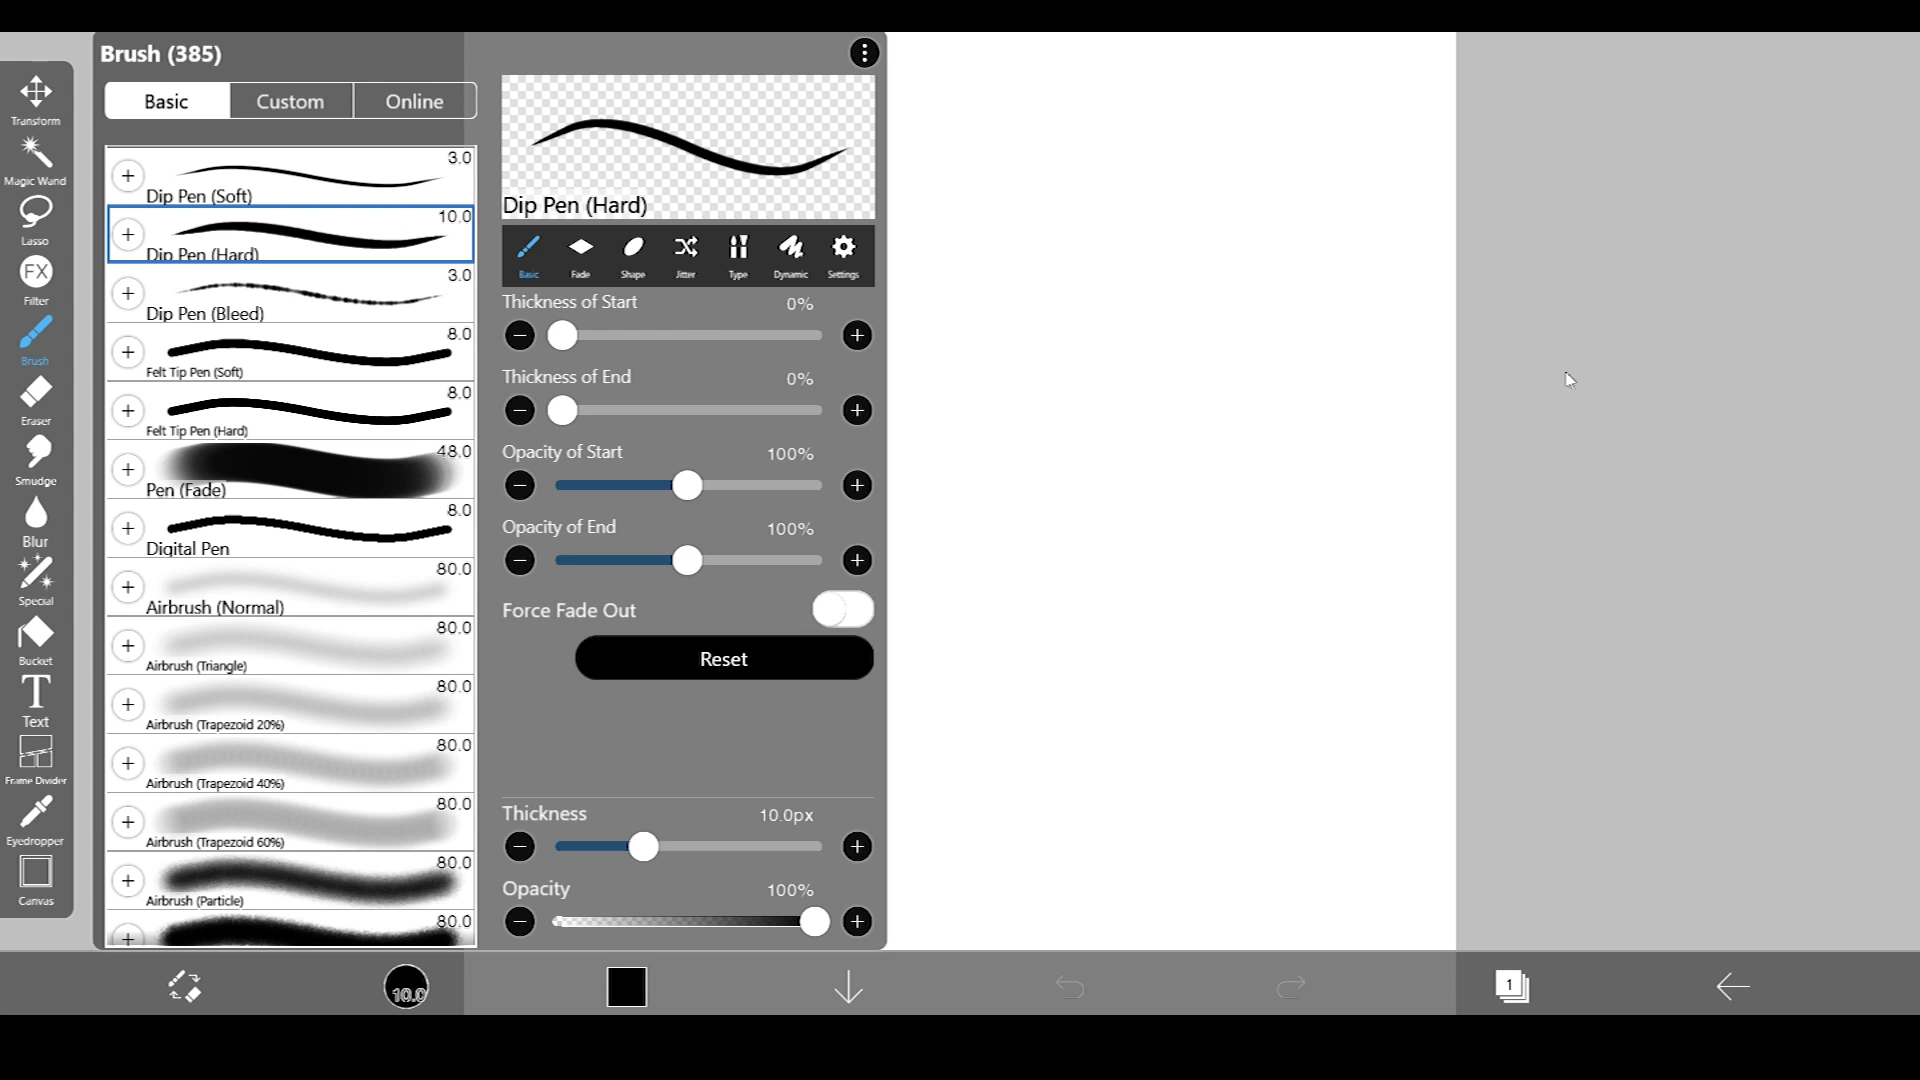 Brush (385)
Basic
Custom
Online
Transform
Magic Wand
Lasso
FX
Filter
Brush
Eraser
Smudge
Blur
Special
Bucket
T
Text
Frame Divider
Eyedropper
Canvas
3.0
Dip Pen (Soft)
10.0
Dip Pen (Hard)
3.0
Dip Pen (Bleed)
8.0
Felt Tip Pen (Soft)
8.0
Felt Tip Pen (Hard)
48.0
Pen (Fade)
8.0
Digital Pen
80.0
Airbrush (Normal)
80.0
Airbrush (Triangle)
80.0
Airbrush (Trapezoid 20%)
80.0
Airbrush (Trapezoid 40%)
80.0
Airbrush (Trapezoid 60%)
80.0
Airbrush (Particle)
80.0
Dip Pen (Hard)
Basic
Fade
Shape
Jitter
Type
Dynamic
Settings
Thickness of Start 0%
Thickness of End 0%
Opacity of Start 100%
Opacity of End 100%
Force Fade Out
Reset
Thickness 10.0px
Opacity 100%
10.0
1